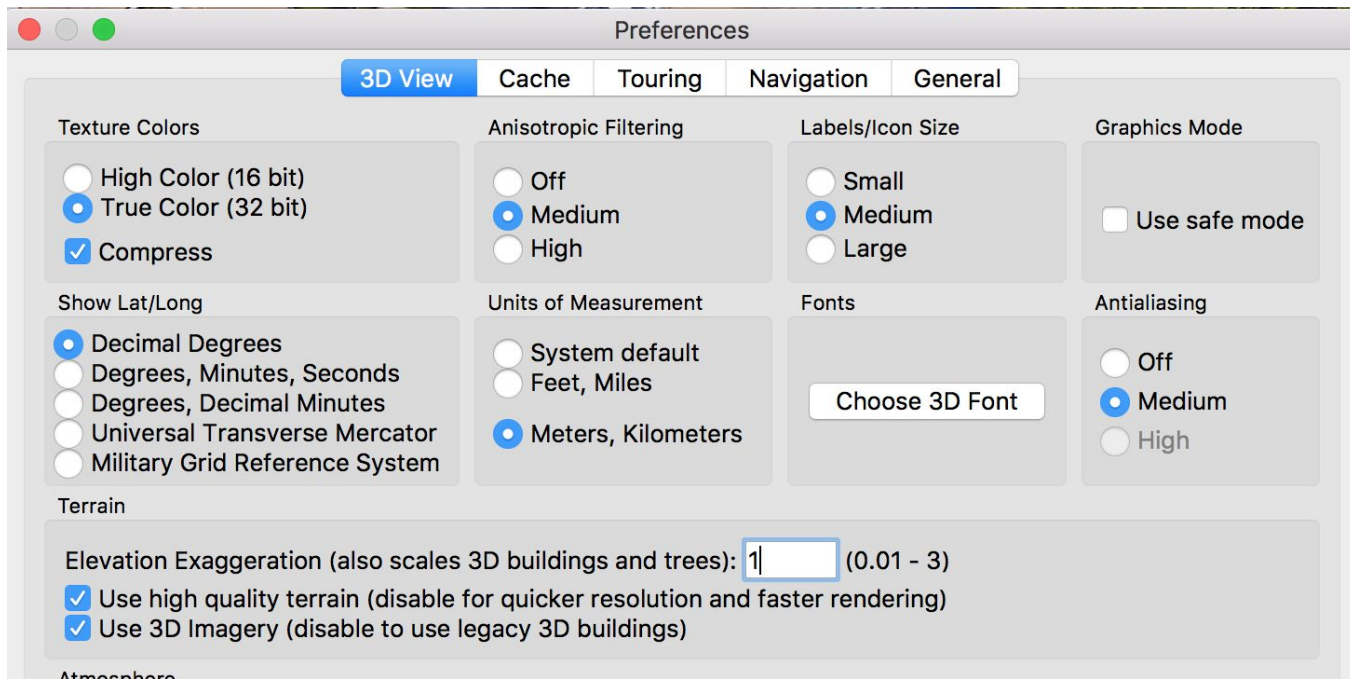 Preferences
3D View Cache Touring Navigation General
Texture Colors
High Color (16 bit)
True Color (32 bit)
Compress
Anisotropic Filtering
Off
Medium
High
Labels/Icon Size
Small
Medium
Large
Graphics Mode
Use safe mode
Show Lat/Long
Decimal Degrees
Degrees, Minutes, Seconds
Degrees, Decimal Minutes
Universal Transverse Mercator
Military Grid Reference System
Units of Measurement
System default
Feet, Miles
Meters, Kilometers
Fonts
Choose 3D Font
Antialiasing
Off
Medium
High
Terrain
Elevation Exaggeration (also scales 3D buildings and trees): 1 (0.01 - 3)
Use high quality terrain (disable for quicker resolution and faster rendering)
Use 3D Imagery (disable to use legacy 3D buildings)
Atmosphere